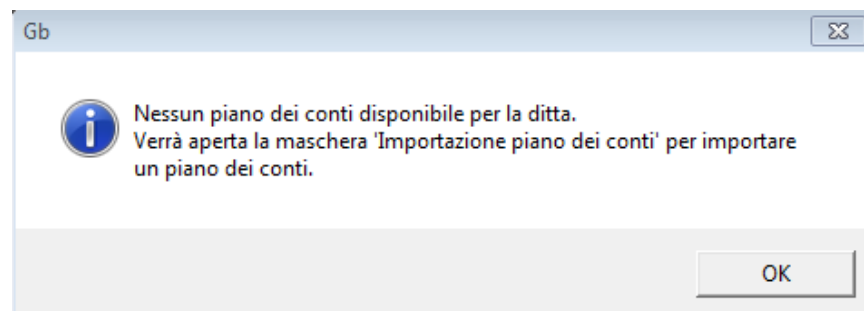 Gb
Nessun piano dei conti disponibile per la ditta.
Verrà aperta la maschera 'Importazione piano dei conti' per importare
un piano dei conti.
OK